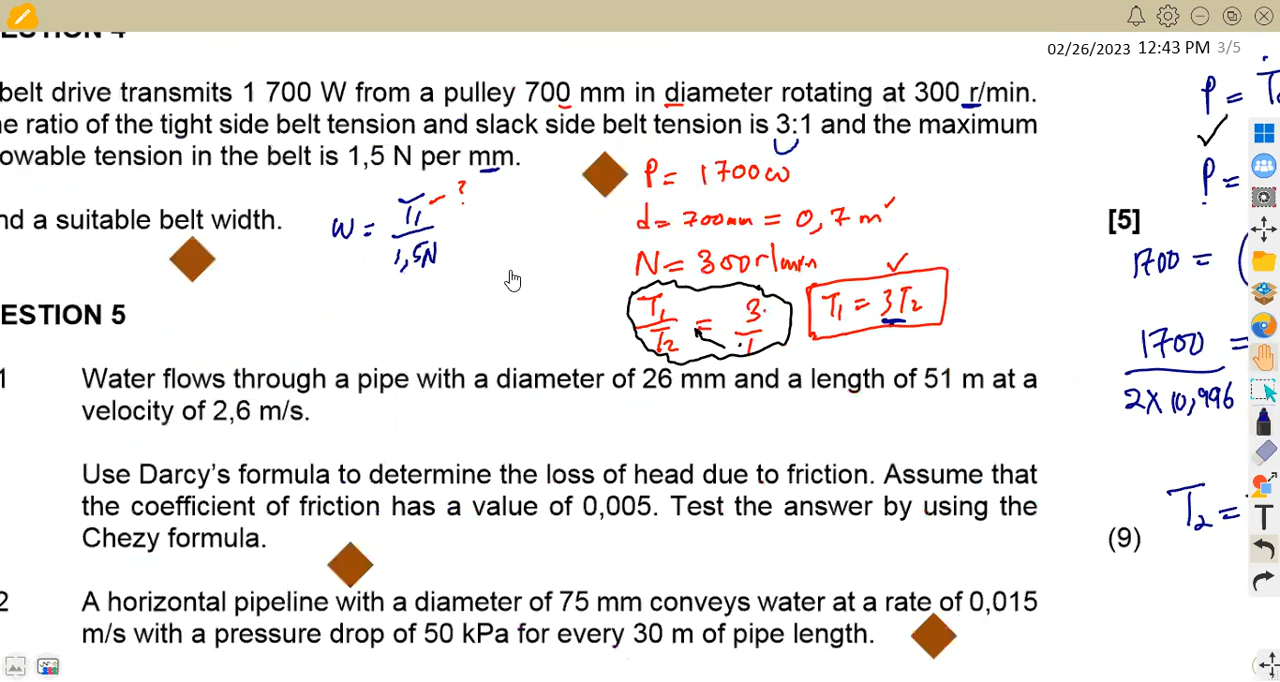 ESTION 4
02/26/2023 12:43 PM 3/5
belt drive transmits 1 700 W from a pulley 700 mm in diameter rotating at 300 r/min.
ne ratio of the tight side belt tension and slack side belt tension is 3:1 and the maximum
owable tension in the belt is 1,5 N per mm.
nd a suitable belt width.
[5]
W = T1 / 1,5N
?
P = 1700W
d = 700mm = 0,7m
N = 300r/min
T1/T2 = 3/1
T1 = 3T2
P =
P =
1700 = (
1700 =
2 x 10,996
T2 =
ESTION 5
1
Water flows through a pipe with a diameter of 26 mm and a length of 51 m at a
velocity of 2,6 m/s.
Use Darcy's formula to determine the loss of head due to friction. Assume that
the coefficient of friction has a value of 0,005. Test the answer by using the
Chezy formula.
(9)
2
A horizontal pipeline with a diameter of 75 mm conveys water at a rate of 0,015
m/s with a pressure drop of 50 kPa for every 30 m of pipe length.
T